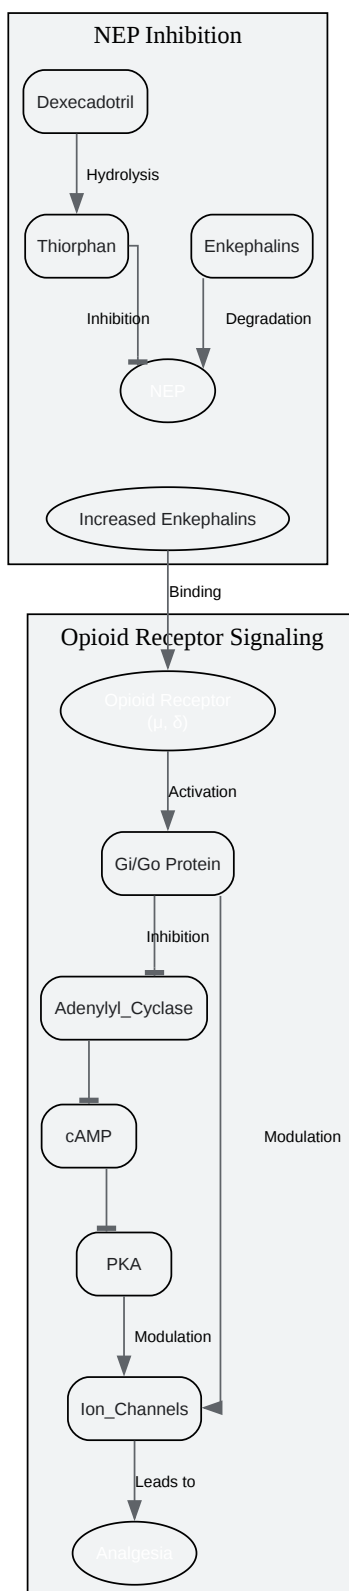 NEP Inhibition
Dexecadotril
Hydrolysis
Thiorphan
Enkephalins
Inhibition
Degradation
NEP
Increased Enkephalins
Binding
Opioid Receptor Signaling
Opioid Receptor
(μ, δ)
Activation
Gi/Go Protein
Inhibition
Adenylyl_Cyclase
cAMP
Modulation
PKA
Modulation
Ion_Channels
Leads to
Analgesia